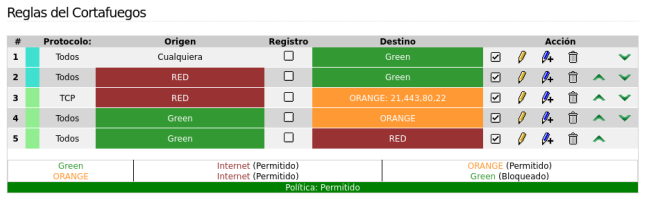 Reglas del Cortafuegos
# Protocolo: Origen Registro Destino Acción
1 Todos Cualquiera Green
2 Todos RED Green
3 TCP RED ORANGE: 21,443,80,22
4 Todos Green ORANGE
5 Todos Green RED
Green Internet (Permitido) ORANGE (Permitido)
ORANGE Internet (Permitido) Green (Bloqueado)
Política: Permitido